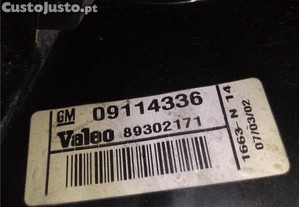 CustoJusto.pt
GM 09114336
Valeo 89302171
1663- N 14
07/03/02